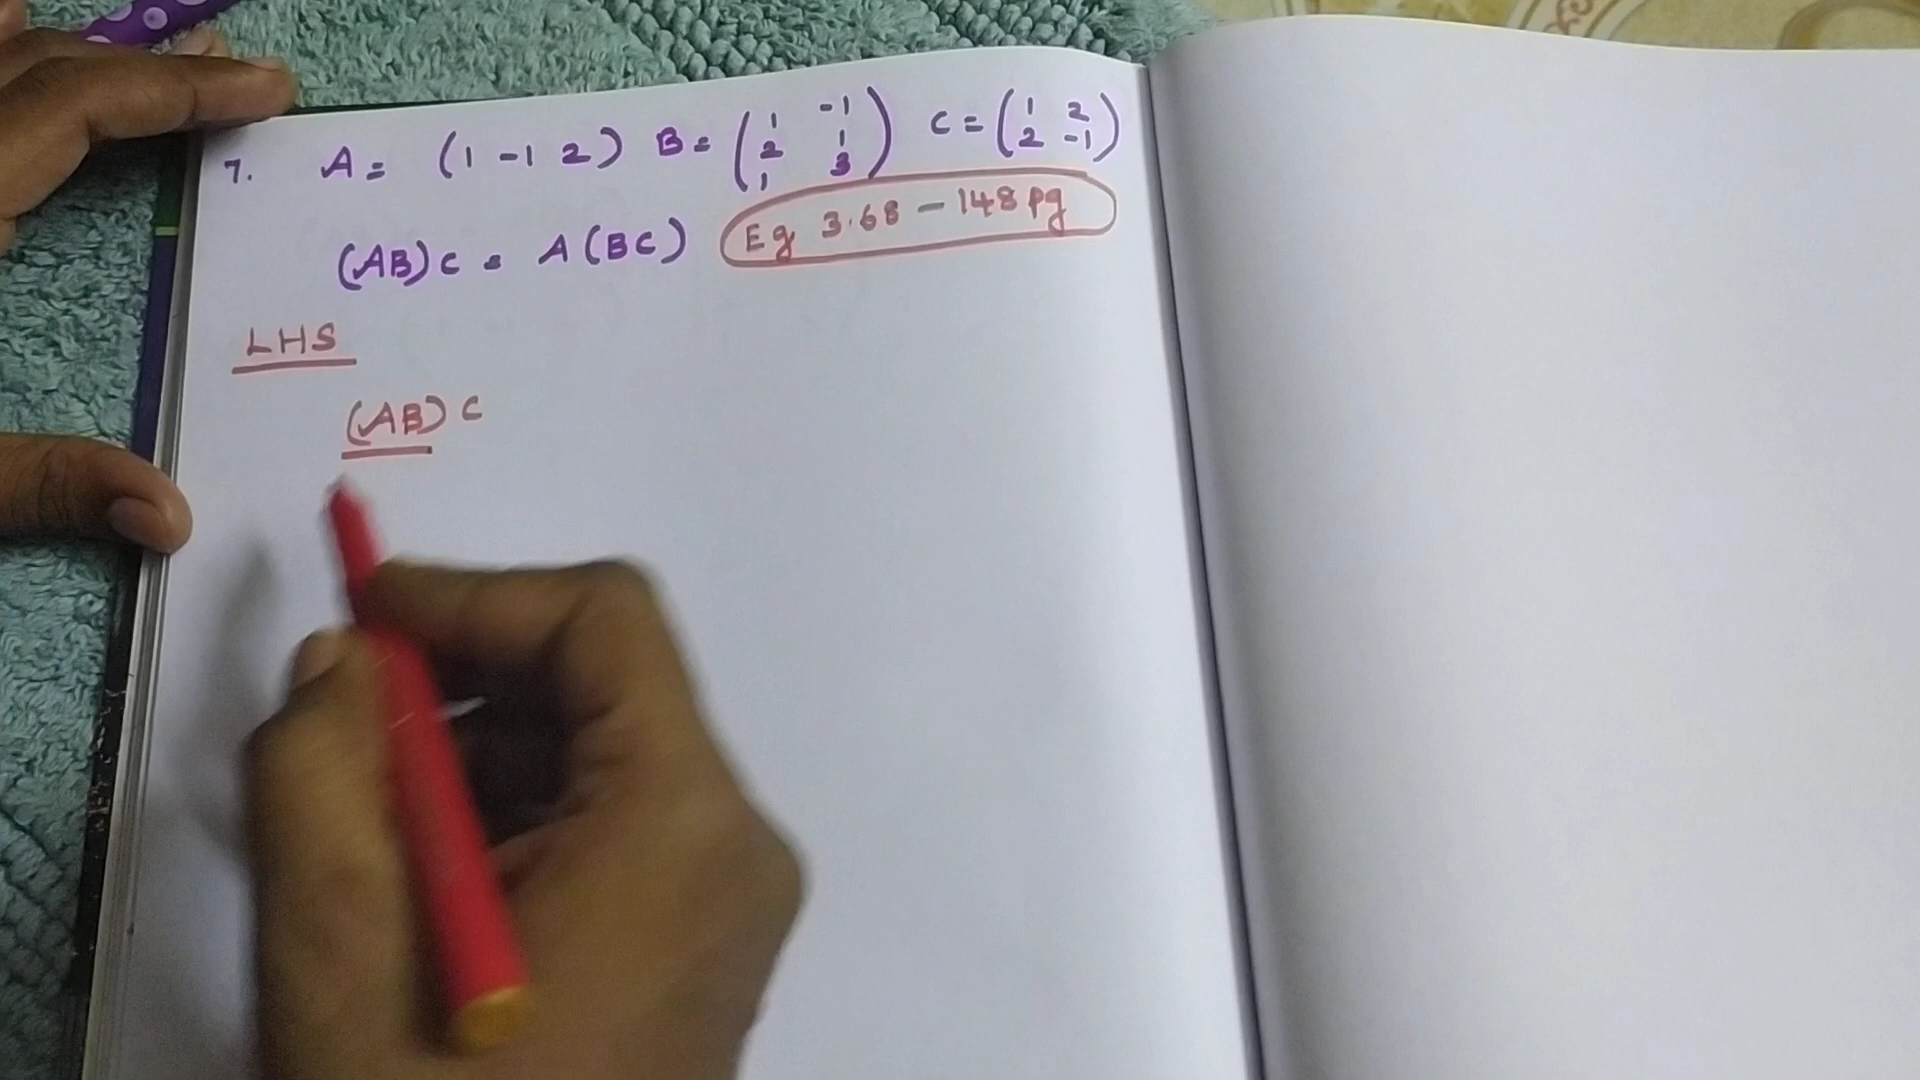 7. A = (1 -1 2) B = (1 -1 2 1 1 3) C = (1 2 2 -1)
(AB)C = A(BC) Eg 3.68 - 148 pg
LHS
(AB)C